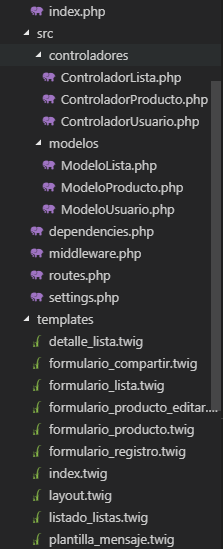 index.php
src
controladores
ControladorLista.php
ControladorProducto.php
ControladorUsuario.php
modelos
ModeloLista.php
ModeloProducto.php
ModeloUsuario.php
dependencies.php
middleware.php
routes.php
settings.php
templates
detalle_lista.twig
formulario_compartir.twig
formulario_lista.twig
formulario_producto_editar....
formulario_producto.twig
formulario_registro.twig
index.twig
layout.twig
listado_listas.twig
plantilla_mensaje.twig